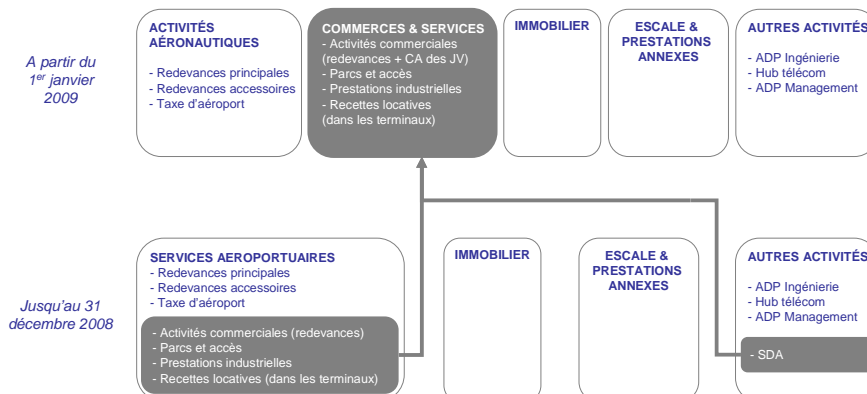 A partir du
1er janvier
2009
ACTIVITÉS
AÉRONAUTIQUES
- Redevances principales
- Redevances accessoires
- Taxe d'aéroport
COMMERCES & SERVICES
- Activités commerciales
(redevances + CA des JV)
- Parcs et accès
- Prestations industrielles
- Recettes locatives
(dans les terminaux)
IMMOBILIER
ESCALE &
PRESTATIONS
ANNEXES
AUTRES ACTIVITÉS
- ADP Ingénierie
- Hub télécom
- ADP Management
Jusqu'au 31
décembre 2008
SERVICES AEROPORTUAIRES
- Redevances principales
- Redevances accessoires
- Taxe d'aéroport
- Activités commerciales (redevances)
- Parcs et accès
- Prestations industrielles
- Recettes locatives (dans les terminaux)
IMMOBILIER
ESCALE &
PRESTATIONS
ANNEXES
AUTRES ACTIVITÉS
- ADP Ingénierie
- Hub télécom
- ADP Management
- SDA